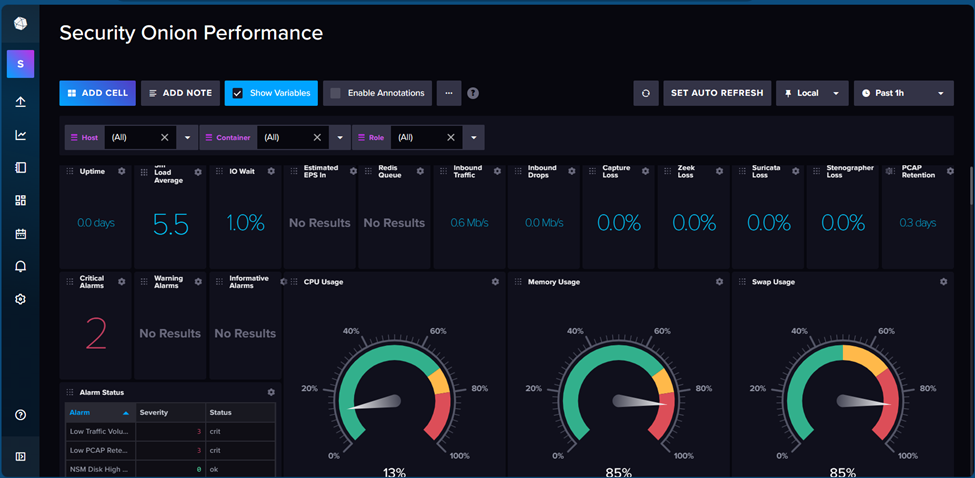 Security Onion Performance
S
ADD CELL
ADD NOTE
Show Variables
Enable Annotations
...
?
SET AUTO REFRESH
Local
Past 1h
Host
(All)
Container
(All)
Role
(All)
Uptime
0.0 days
5m
Load
Average
5.5
IO Wait
1.0%
Estimated
EPS In
No Results
Redis
Queue
No Results
Inbound
Traffic
0.6 Mb/s
Inbound
Drops
0.0 Mb/s
Capture
Loss
0.0%
Zeek
Loss
0.0%
Suricata
Loss
0.0%
Stenographer
Loss
0.0%
PCAP
Retention
0.3 days
Critical
Alarms
2
Warning
Alarms
No Results
Informative
Alarms
No Results
CPU Usage
40%
60%
20%
80%
0%
100%
13%
Memory Usage
40%
60%
20%
80%
0%
100%
85%
Swap Usage
40%
60%
20%
80%
0%
100%
85%
Alarm Status
Alarm Severity Status
Low Traffic Volu... 3 crit
Low PCAP Rete... 3 crit
NSM Disk High ... 0 ok
?